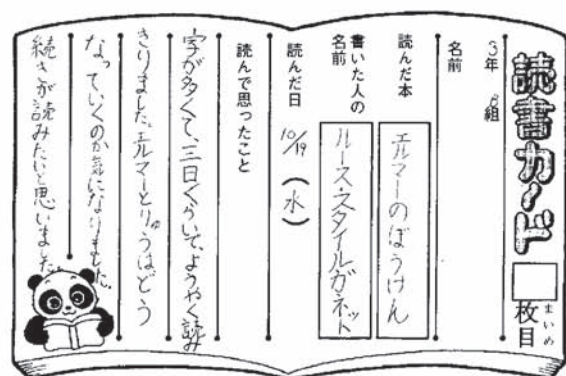 読書カード
枚目
まいめ
3年 6組
名前
読んだ本
エルマーのぼうけん
書いた人の
名前
ルース・スタイルス・ガネット
読んだ日 10/19 (水)
読んで思ったこと
字が多くて、三日くらいで、ようやく読み
きりました。エルマーとりゅうはどう
なっていくのか気になりました。
続きが読みたいと思いました。